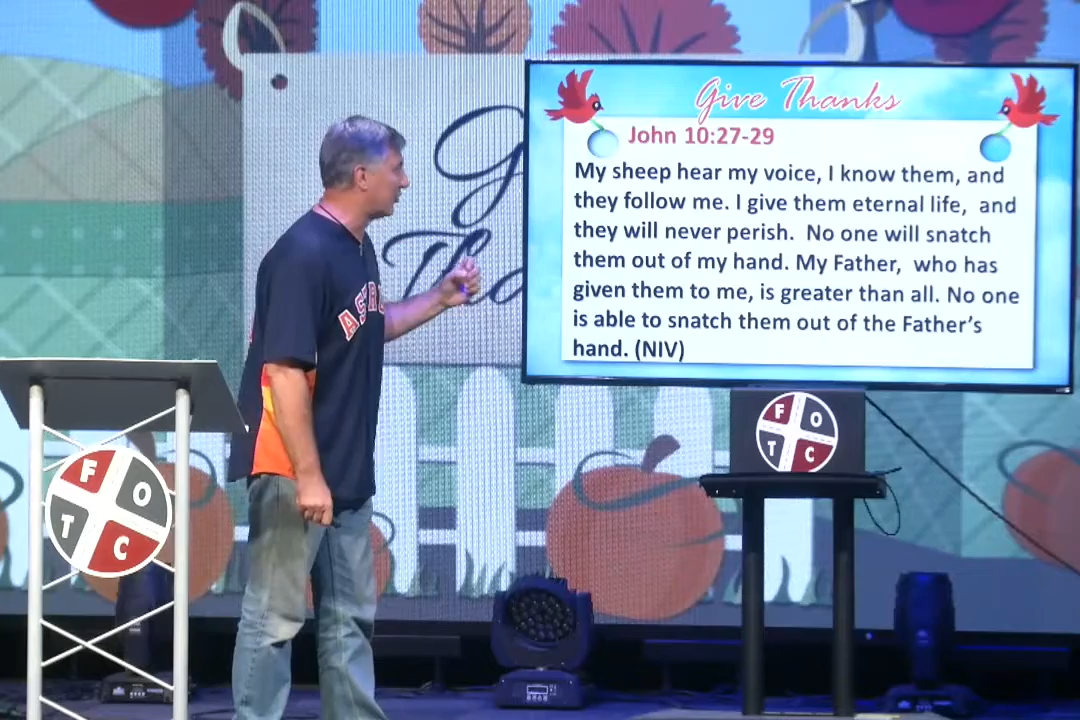 Give Thanks
John 10:27-29
My sheep hear my voice, I know them, and
they follow me. I give them eternal life, and
they will never perish. No one will snatch
them out of my hand. My Father, who has
given them to me, is greater than all. No one
is able to snatch them out of the Father's
hand. (NIV)
ASTR
F O
T C
F O
T C